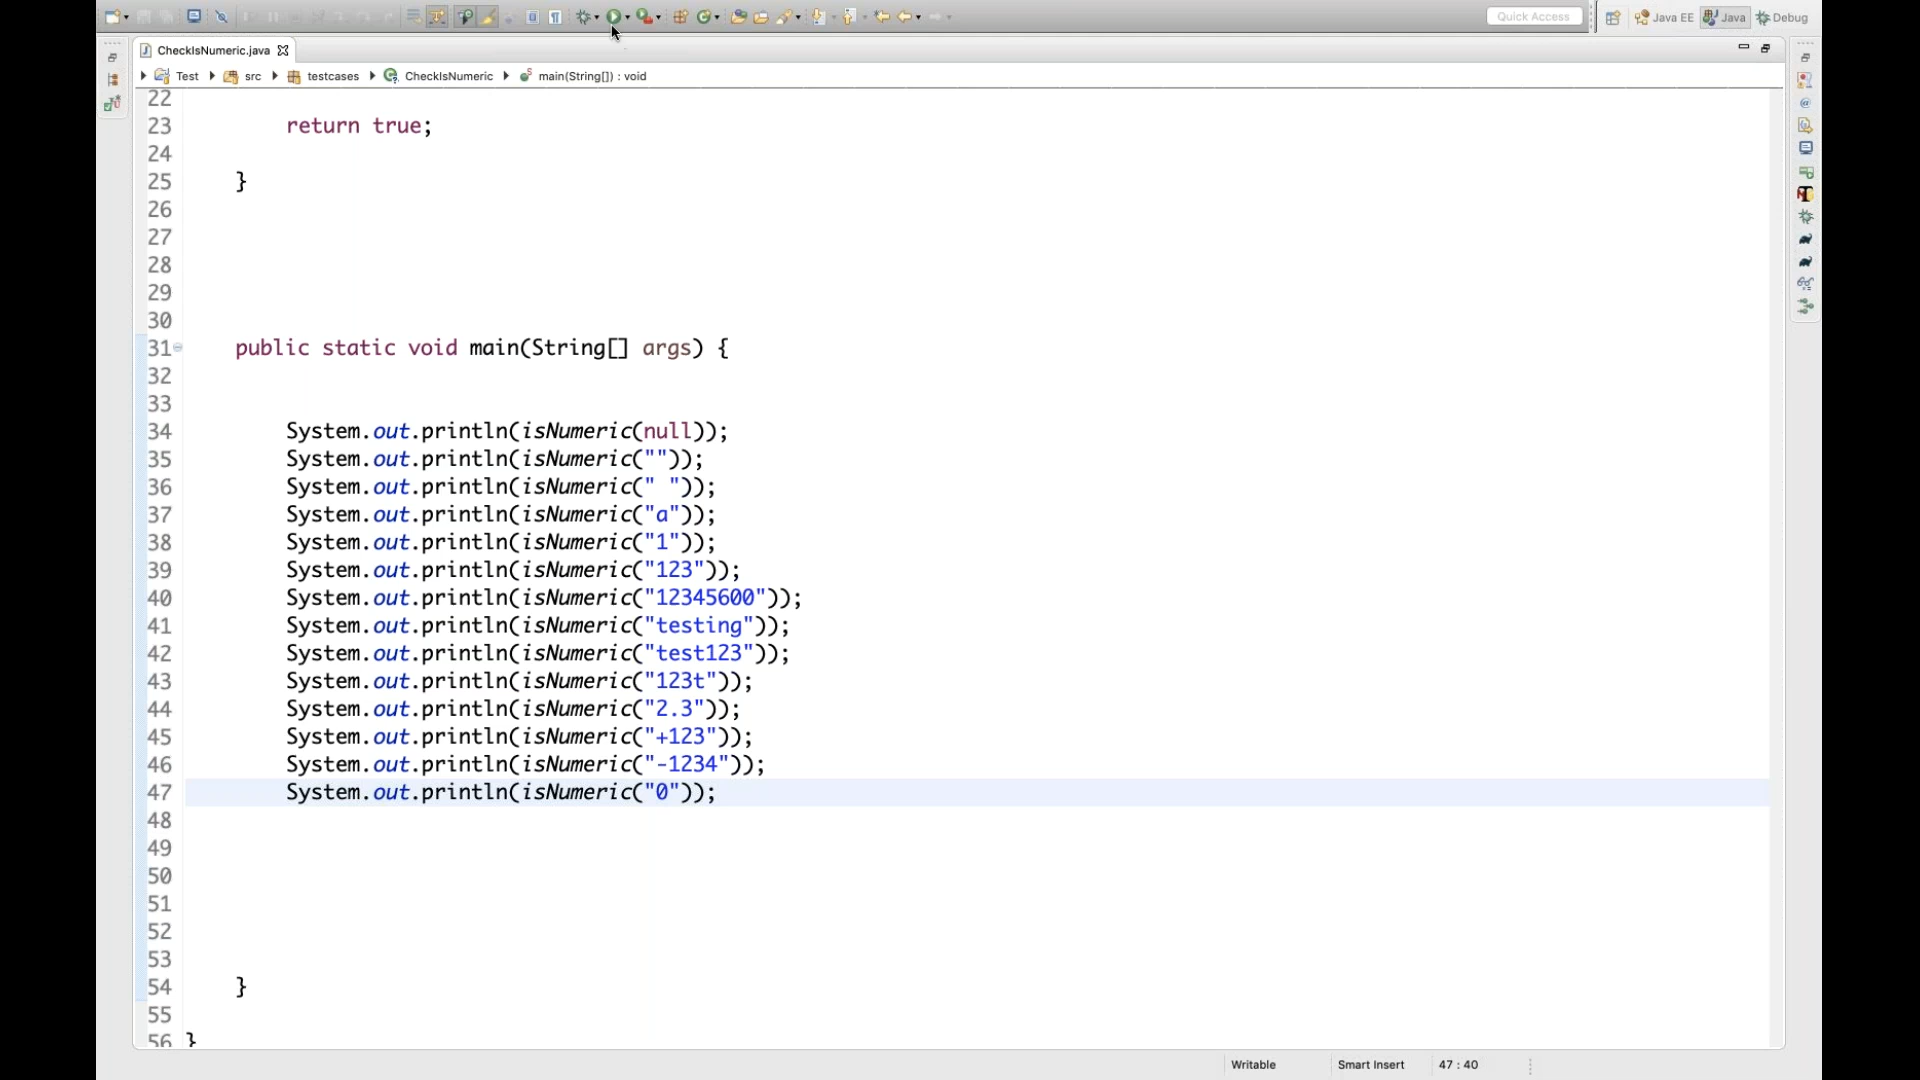 Quick Access
Java EE
Java
Debug
CheckIsNumeric.java
Test
src
testcases
CheckIsNumeric
main(String[]) : void
22
23 return true;
24
25 }
26
27
28
29
30
31 public static void main(String[] args) {
32
33
34 System.out.println(isNumeric(null));
35 System.out.println(isNumeric(""));
36 System.out.println(isNumeric(" "));
37 System.out.println(isNumeric("a"));
38 System.out.println(isNumeric("1"));
39 System.out.println(isNumeric("123"));
40 System.out.println(isNumeric("12345600"));
41 System.out.println(isNumeric("testing"));
42 System.out.println(isNumeric("test123"));
43 System.out.println(isNumeric("123t"));
44 System.out.println(isNumeric("2.3"));
45 System.out.println(isNumeric("+123"));
46 System.out.println(isNumeric("-1234"));
47 System.out.println(isNumeric("0"));
48
49
50
51
52
53
54 }
55
56 }
Writable
Smart Insert
47 : 40